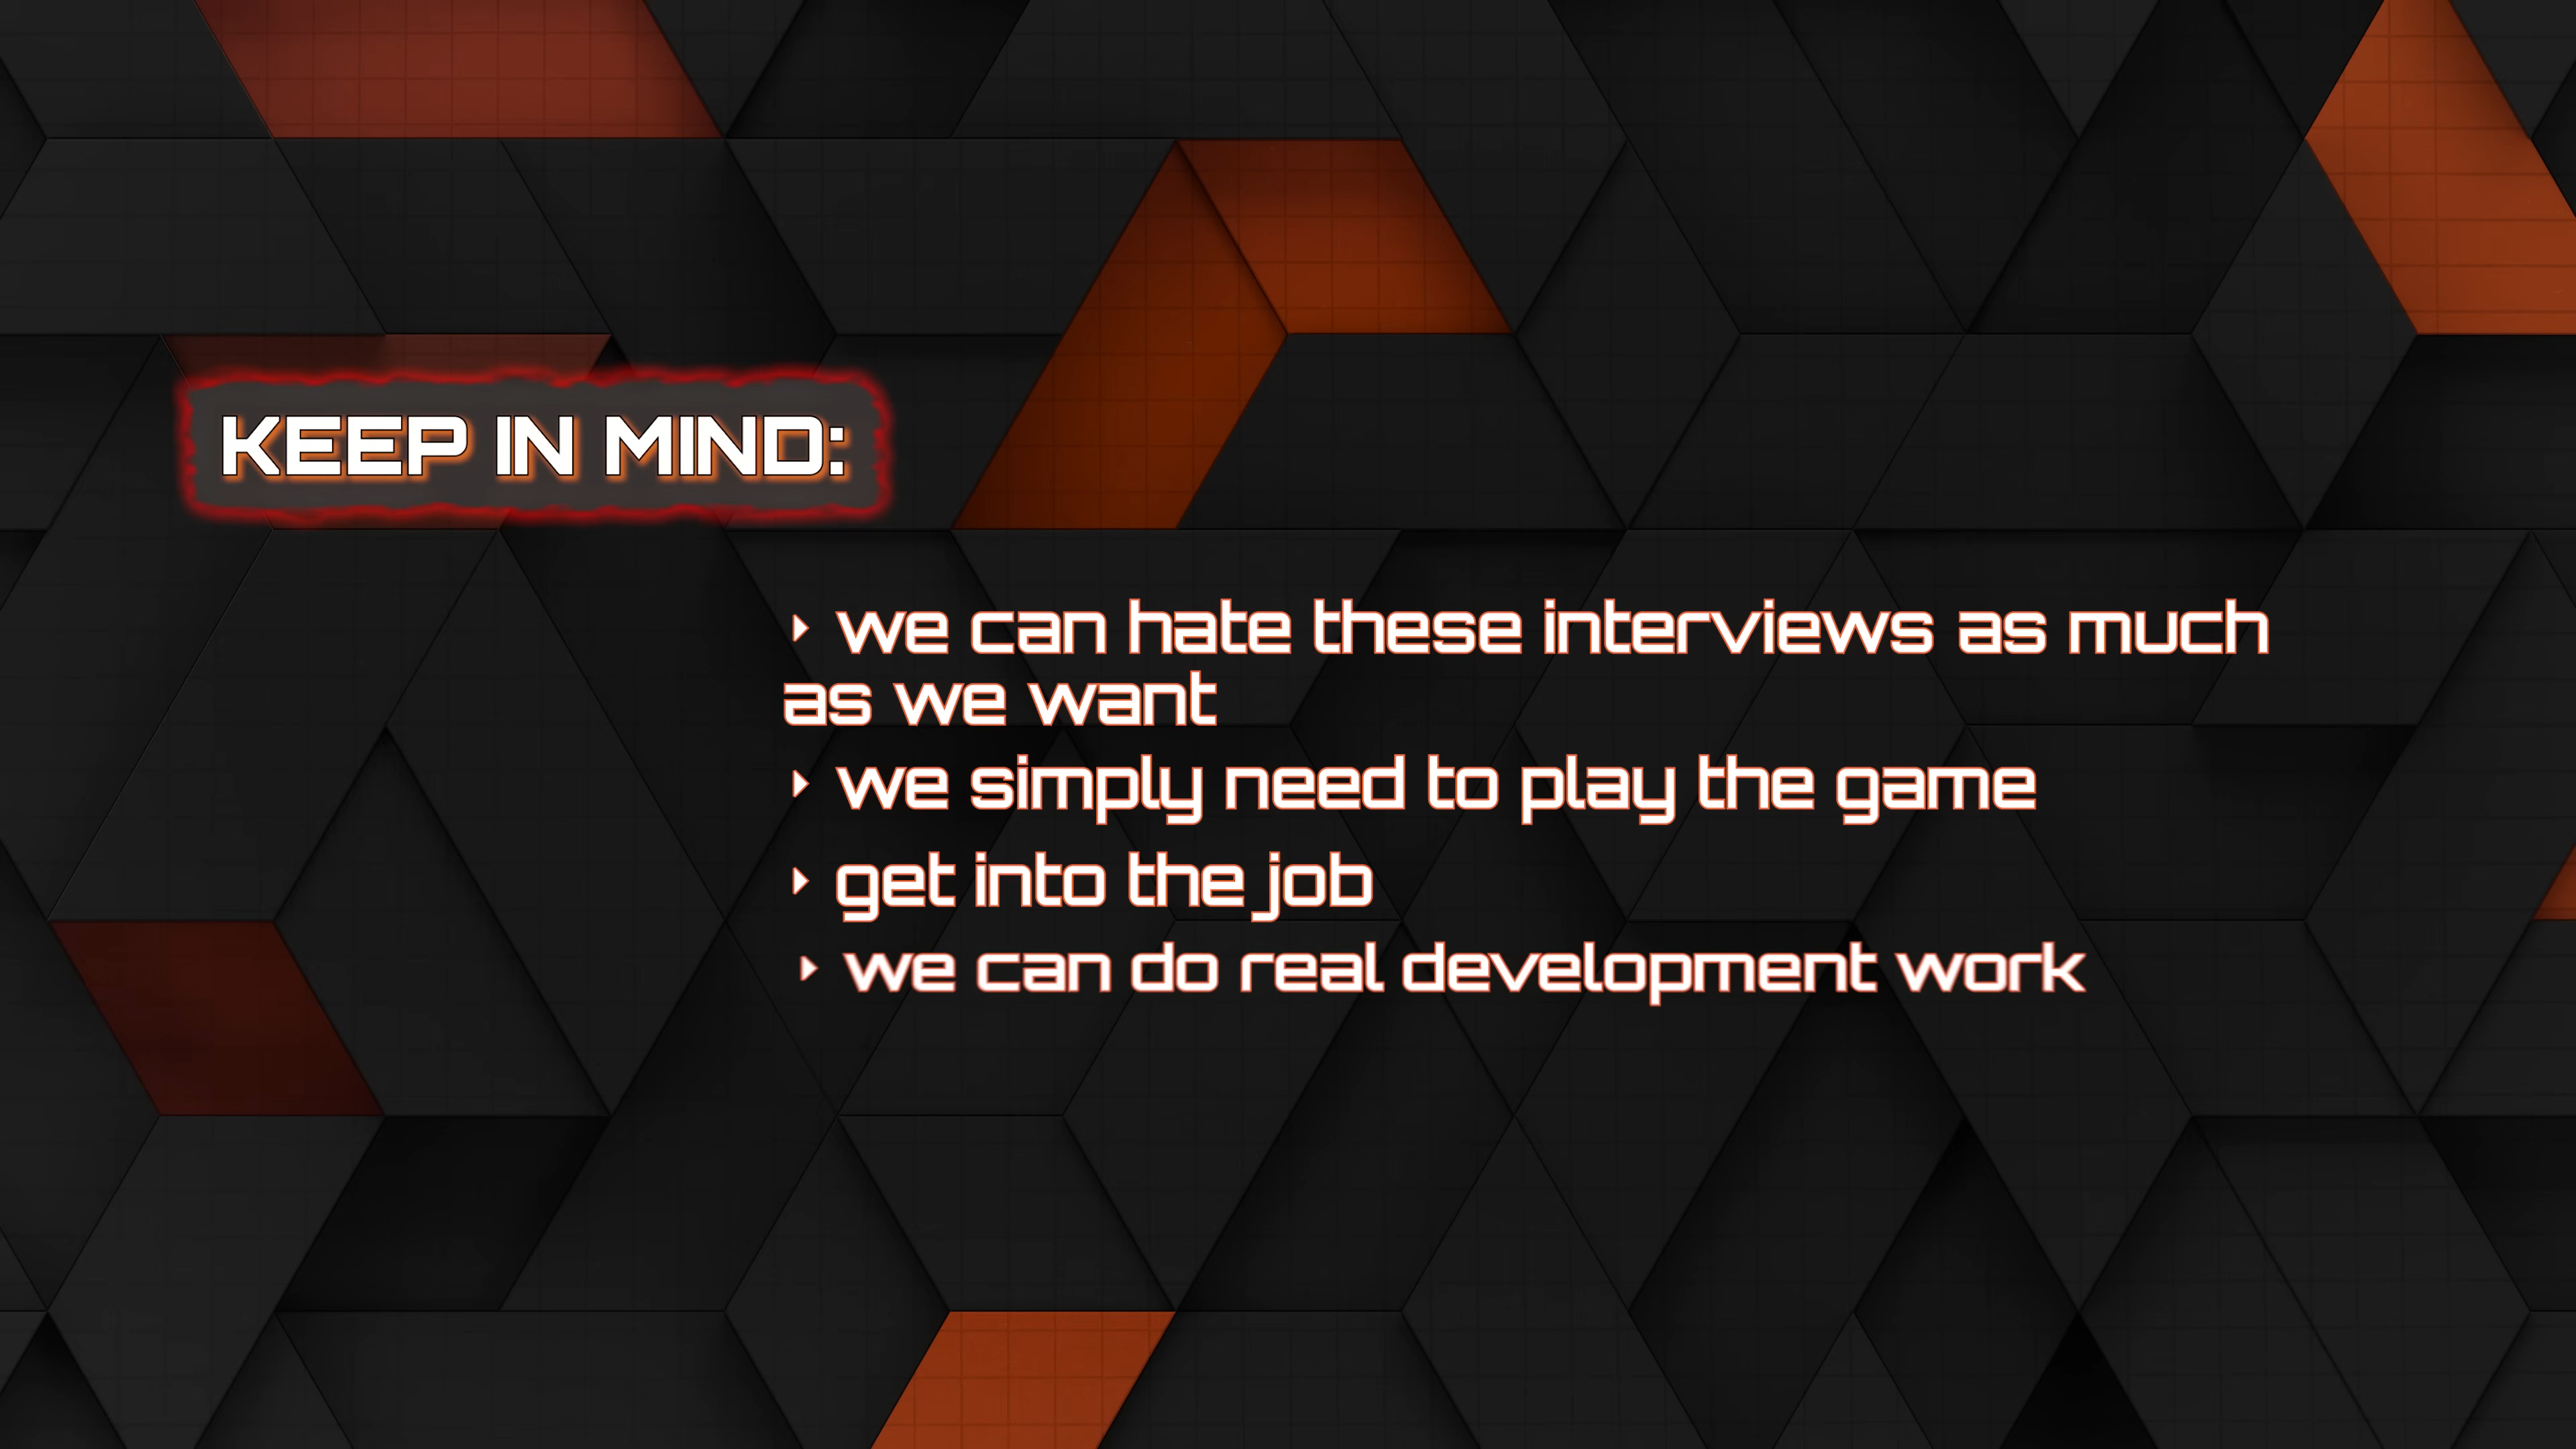 KEEP IN MIND:
‣ we can hate these interviews as much
as we want
‣ we simply need to play the game
‣ get into the job
‣ we can do real development work